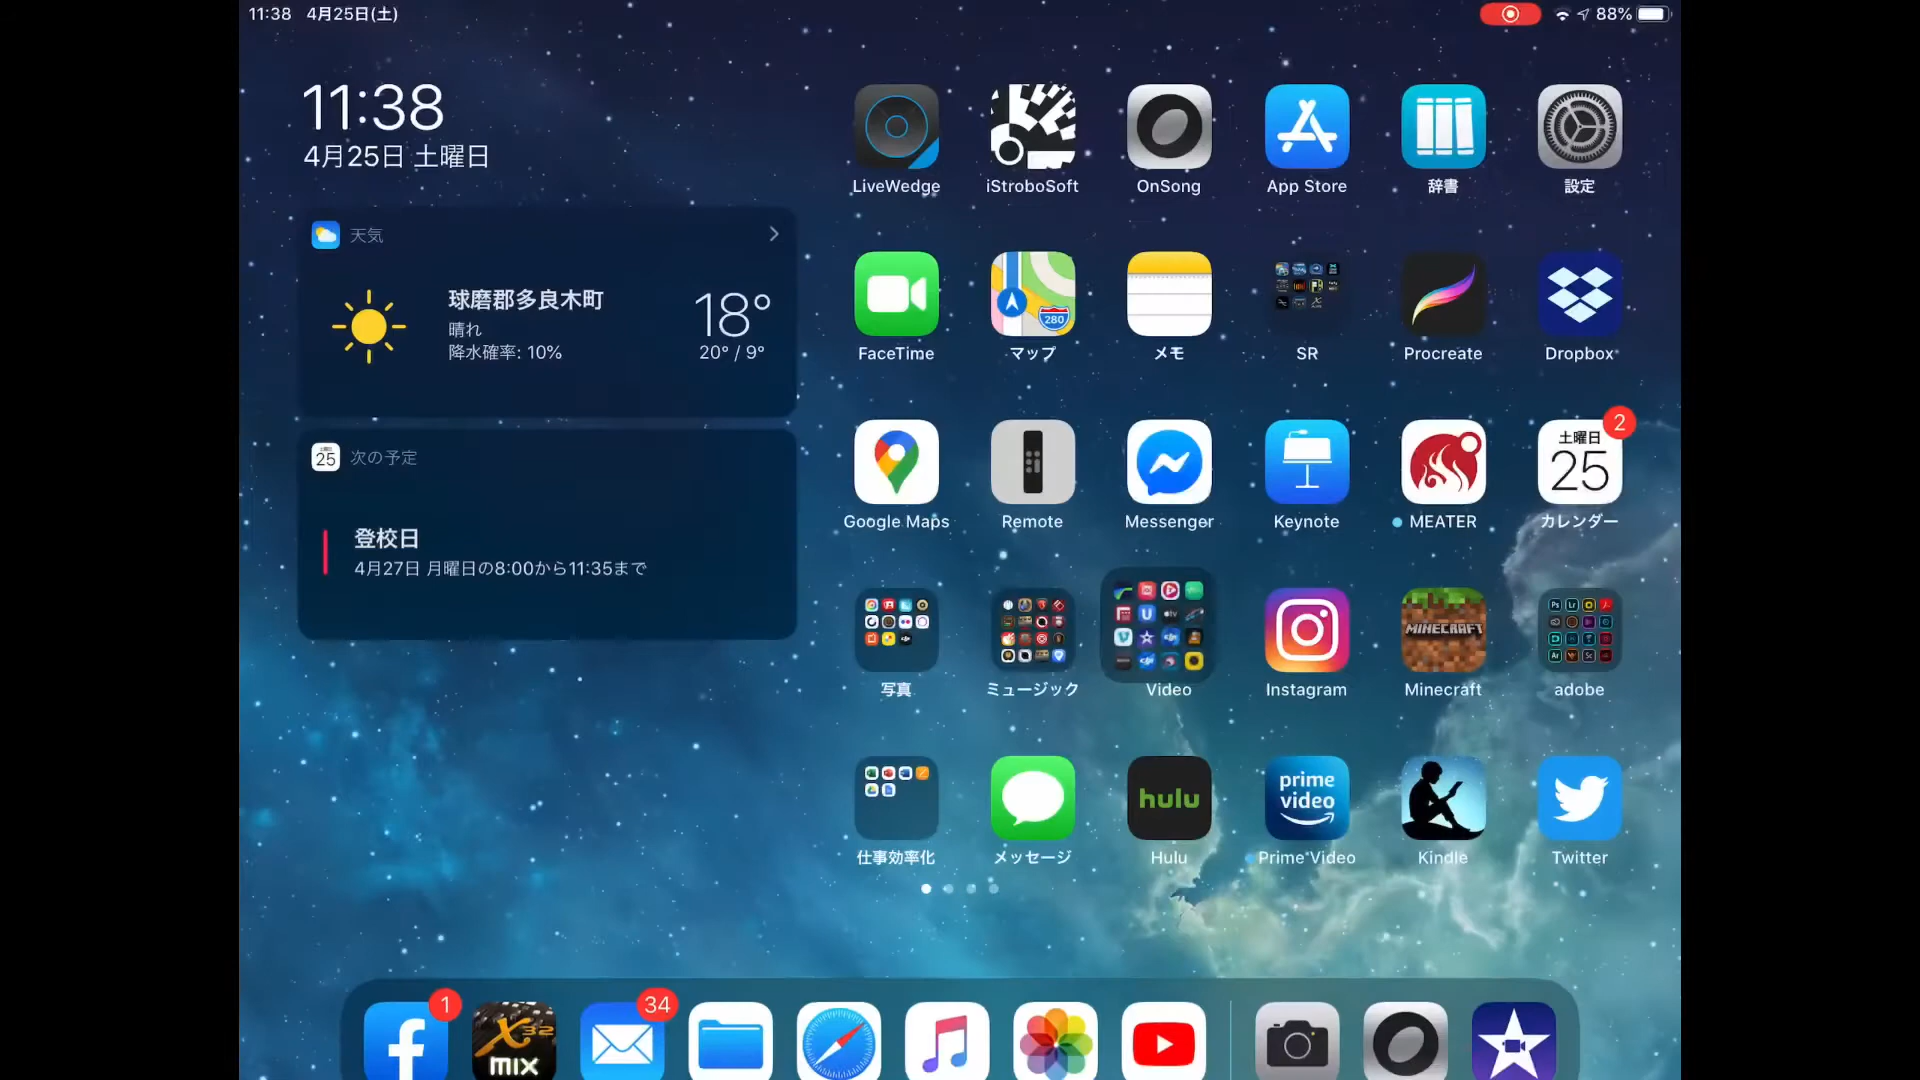 11:38 4月25日(土)
88%
11:38
4月25日 土曜日
天気
球磨郡多良木町
晴れ
降水確率: 10%
18°
20° / 9°
25 次の予定
登校日
4月27日 月曜日の8:00から11:35まで
LiveWedge iStroboSoft OnSong App Store 辞書 設定
280
FaceTime マップ メモ SR Procreate Dropbox
土曜日
25
2
Google Maps Remote Messenger Keynote MEATER カレンダー
MINECRAFT
写真 ミュージック Video Instagram Minecraft adobe
hulu
prime video
仕事効率化 メッセージ Hulu Prime Video Kindle Twitter
1
X32 MIX
34